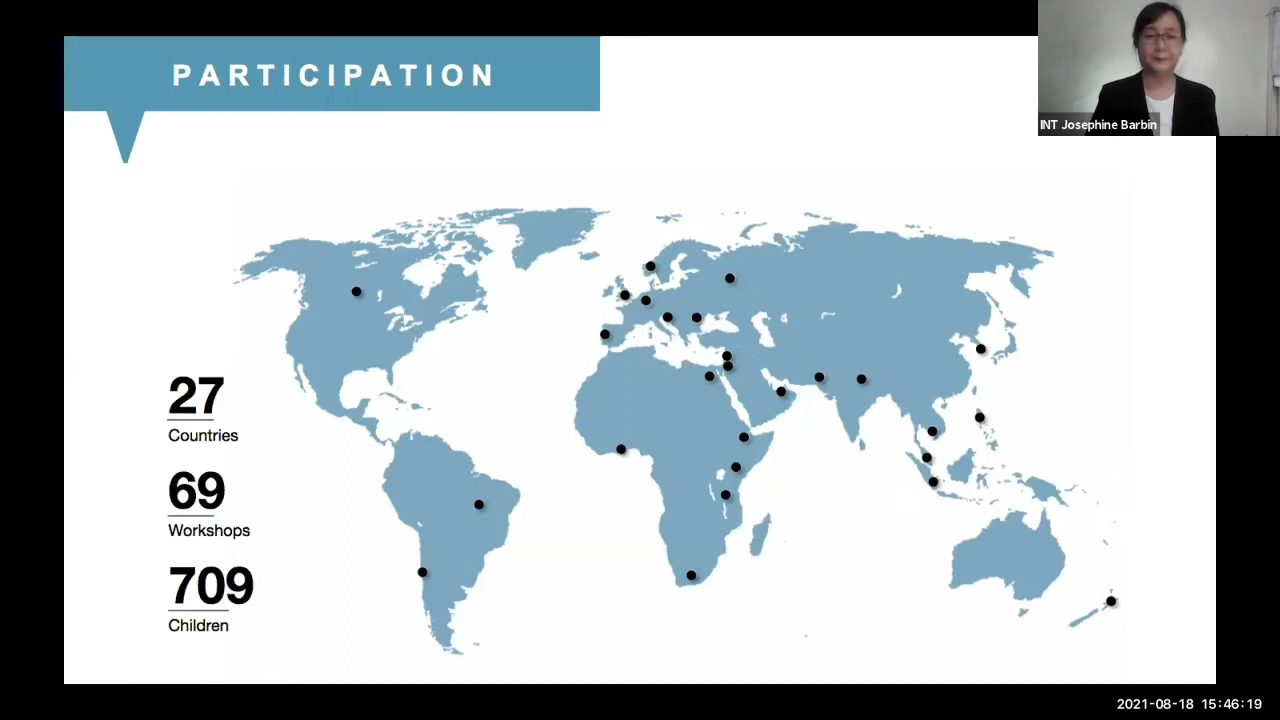 PARTICIPATION
INT Josephine Barbin
27
Countries
69
Workshops
709
Children
2021-08-18 15:46:19